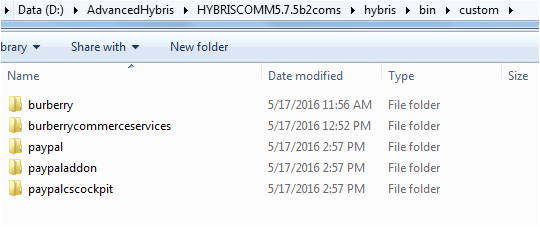 Data (D:) AdvancedHybris HYBRISCOMM5.7.5b2coms hybris bin custom
ibrary Share with New folder
Name Date modified Type Size
burberry 5/17/2016 11:56 AM File folder
burberrycommerceservices 5/17/2016 12:52 PM File folder
paypal 5/17/2016 2:57 PM File folder
paypaladdon 5/17/2016 2:57 PM File folder
paypalcscockpit 5/17/2016 2:57 PM File folder